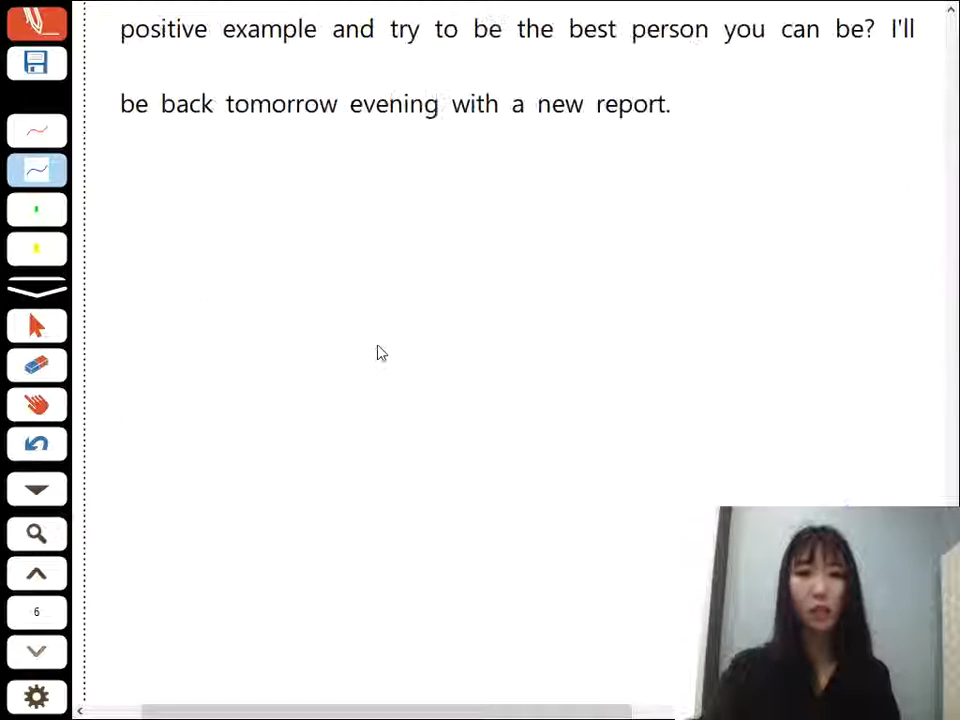 positive example and try to be the best person you can be? I'll
be back tomorrow evening with a new report.
6